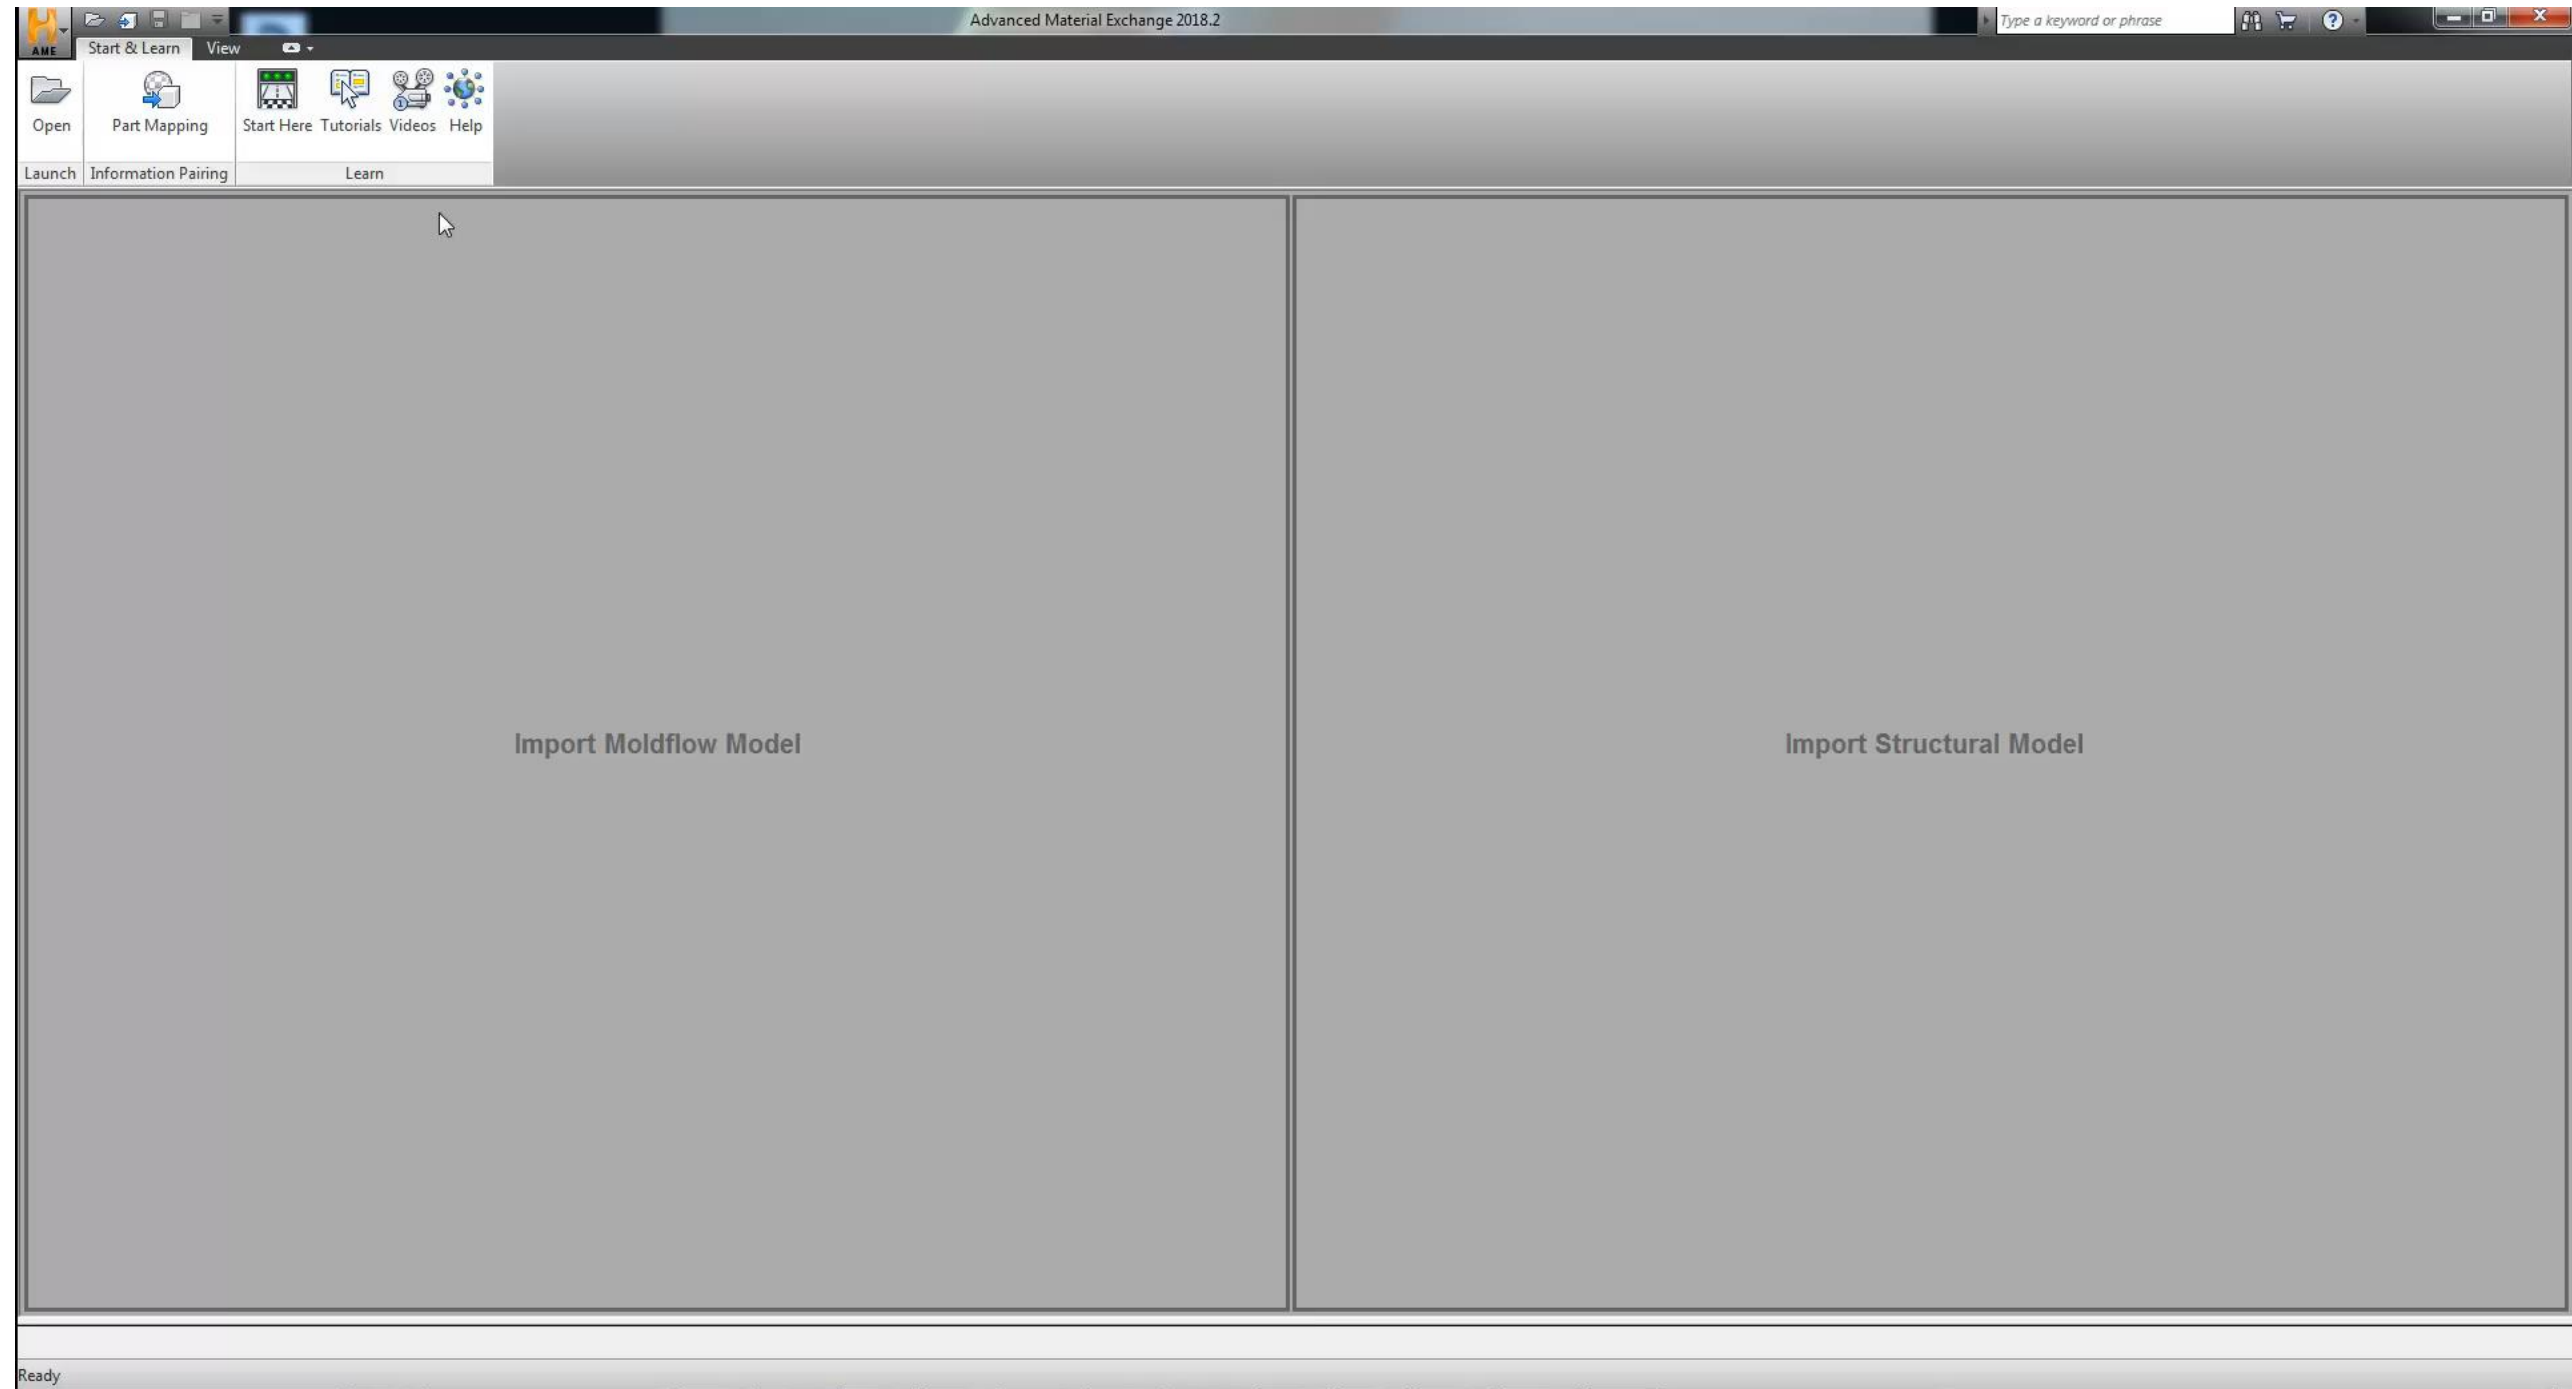 Advanced Material Exchange 2018.2
Type a keyword or phrase
AME
Start & Learn View
Open Part Mapping Start Here Tutorials Videos Help
Launch Information Pairing Learn
Import Moldflow Model
Import Structural Model
Ready